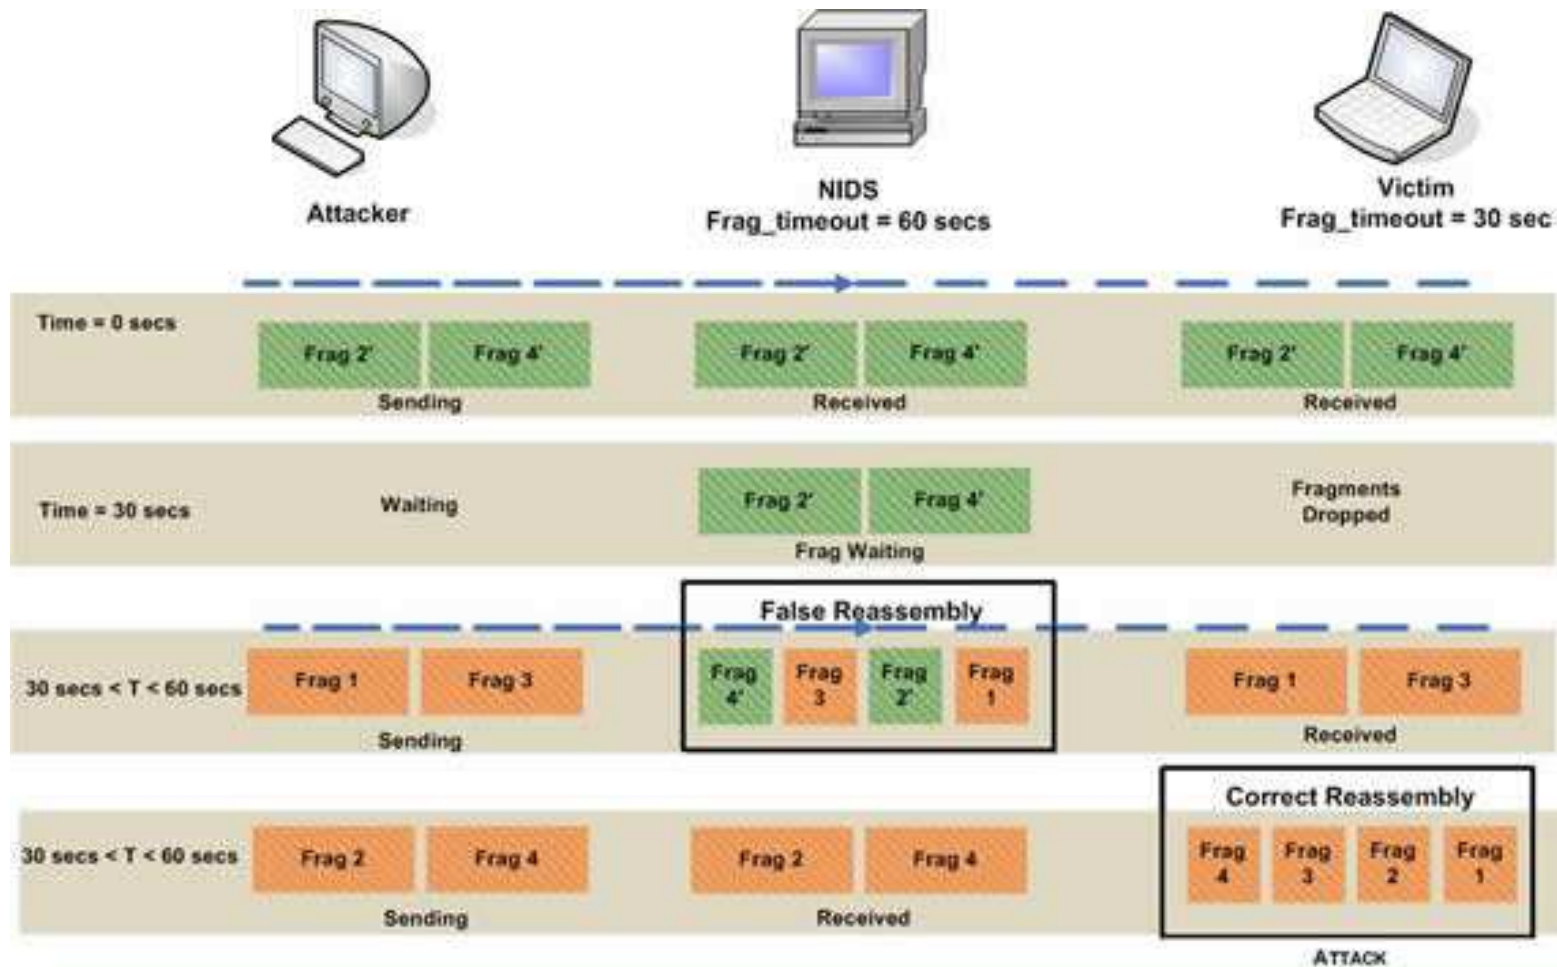 Attacker
NIDS
Frag_timeout = 60 secs
Victim
Frag_timeout = 30 sec
Time = 0 secs
Frag 2'
Frag 4'
Sending
Frag 2'
Frag 4'
Received
Frag 2'
Frag 4'
Received
Time = 30 secs
Waiting
Frag 2'
Frag 4'
Frag Waiting
Fragments
Dropped
30 secs < T < 60 secs
Frag 1
Frag 3
Sending
False Reassembly
Frag
4'
Frag
3
Frag
2'
Frag
1
Frag 1
Frag 3
Received
30 secs < T < 60 secs
Frag 2
Frag 4
Sending
Frag 2
Frag 4
Received
Correct Reassembly
Frag
4
Frag
3
Frag
2
Frag
1
ATTACK